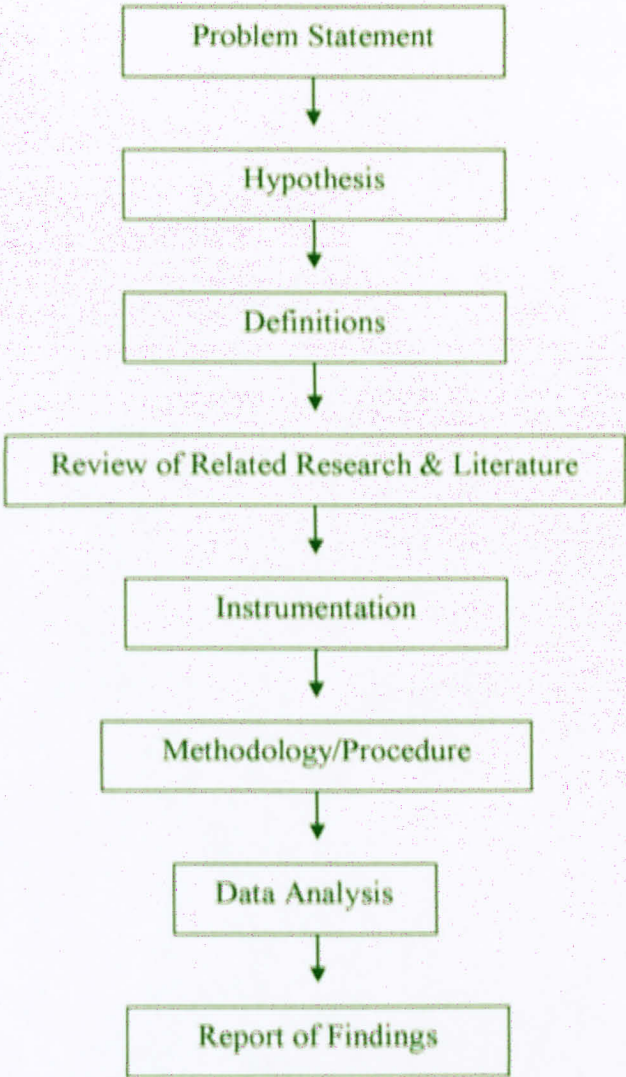 Problem Statement
Hypothesis
Definitions
Review of Related Research & Literature
Instrumentation
Methodology/Procedure
Data Analysis
Report of Findings